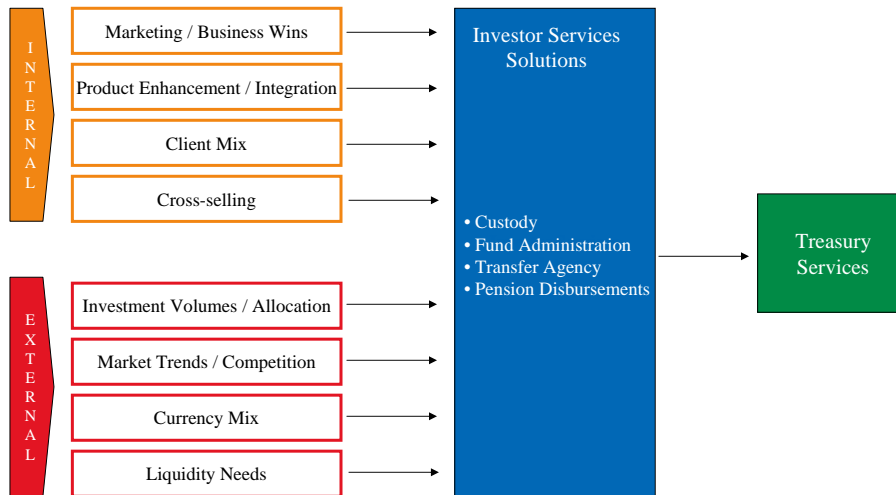 INTERNAL
Marketing / Business Wins
Product Enhancement / Integration
Client Mix
Cross-selling
EXTERNAL
Investment Volumes / Allocation
Market Trends / Competition
Currency Mix
Liquidity Needs
Investor Services
Solutions
• Custody
• Fund Administration
• Transfer Agency
• Pension Disbursements
Treasury
Services